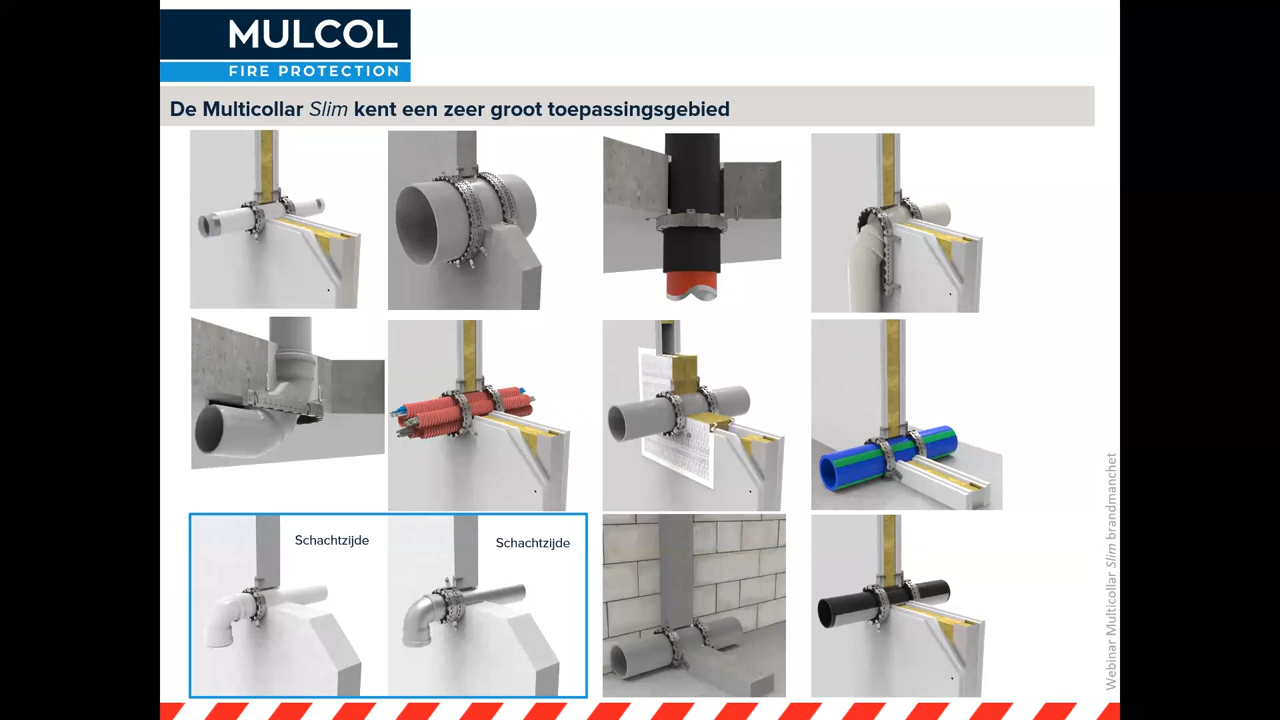 MULCOL
FIRE PROTECTION
De Multicollar Slim kent een zeer groot toepassingsgebied
Schachtzijde
Schachtzijde
Webinar Multicollar Slim brandmanchet